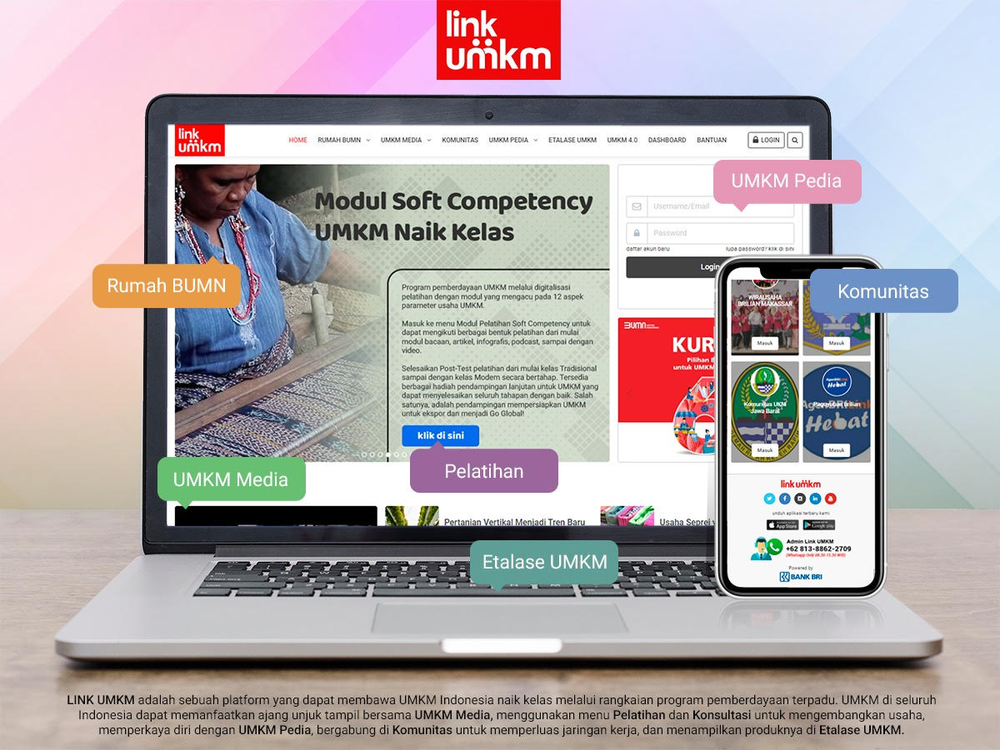 link
umkm
link
umkm
HOME RUMAH BUMN UMKM MEDIA KOMUNITAS UMKM PEDIA ETALASE UMKM UMKM 4.0 DASHBOARD BANTUAN LOGIN
UMKM Pedia
Modul Soft Competency
UMKM Naik Kelas
Username/Email
Password
daftar akun baru lupa password? klik di sini
Login
Rumah BUMN
Komunitas
Program pemberdayaan UMKM melalui digitalisasi
pelatihan dengan modul yang mengacu pada 12 aspek
parameter usaha UMKM.
Masuk ke menu Modul Pelatihan Soft Competency untuk
dapat mengikuti berbagai bentuk pelatihan dari mulai
modul bacaan, artikel, infografis, podcast, sampai dengan
video.
Selesaikan Post-Test pelatihan dari mulai kelas Tradisional
sampai dengan kelas Modern secara bertahap. Tersedia
berbagai hadiah pendampingan lanjutan untuk UMKM yang
dapat menyelesaikan seluruh tahapan dengan baik. Salah
satunya, adalah pendampingan mempersiapkan UMKM
untuk ekspor dan menjadi Go Global!
klik di sini
BUMN
KUR
Pilihan
untuk UMKM
WIRAUSAHA
BRILIAN MAKASSAR
Masuk
Masuk
Komunitas UKM
Jawa Barat
Masuk
Hebat
Paguyuban Brilian
Hebat
Masuk
link umkm
unduh aplikasi terbaru kami
App Store
Google play
Admin Link UMKM
+62 813-8862-2709
Powered by
BANK BRI
UMKM Media
Pelatihan
Pertanian Vertikal Menjadi Tren Baru
Usaha Seprei
Etalase UMKM
LINK UMKM adalah sebuah platform yang dapat membawa UMKM Indonesia naik kelas melalui rangkaian program pemberdayaan terpadu. UMKM di seluruh
Indonesia dapat memanfaatkan ajang unjuk tampil bersama UMKM Media, menggunakan menu Pelatihan dan Konsultasi untuk mengembangkan usaha,
memperkaya diri dengan UMKM Pedia, bergabung di Komunitas untuk memperluas jaringan kerja, dan menampilkan produknya di Etalase UMKM.